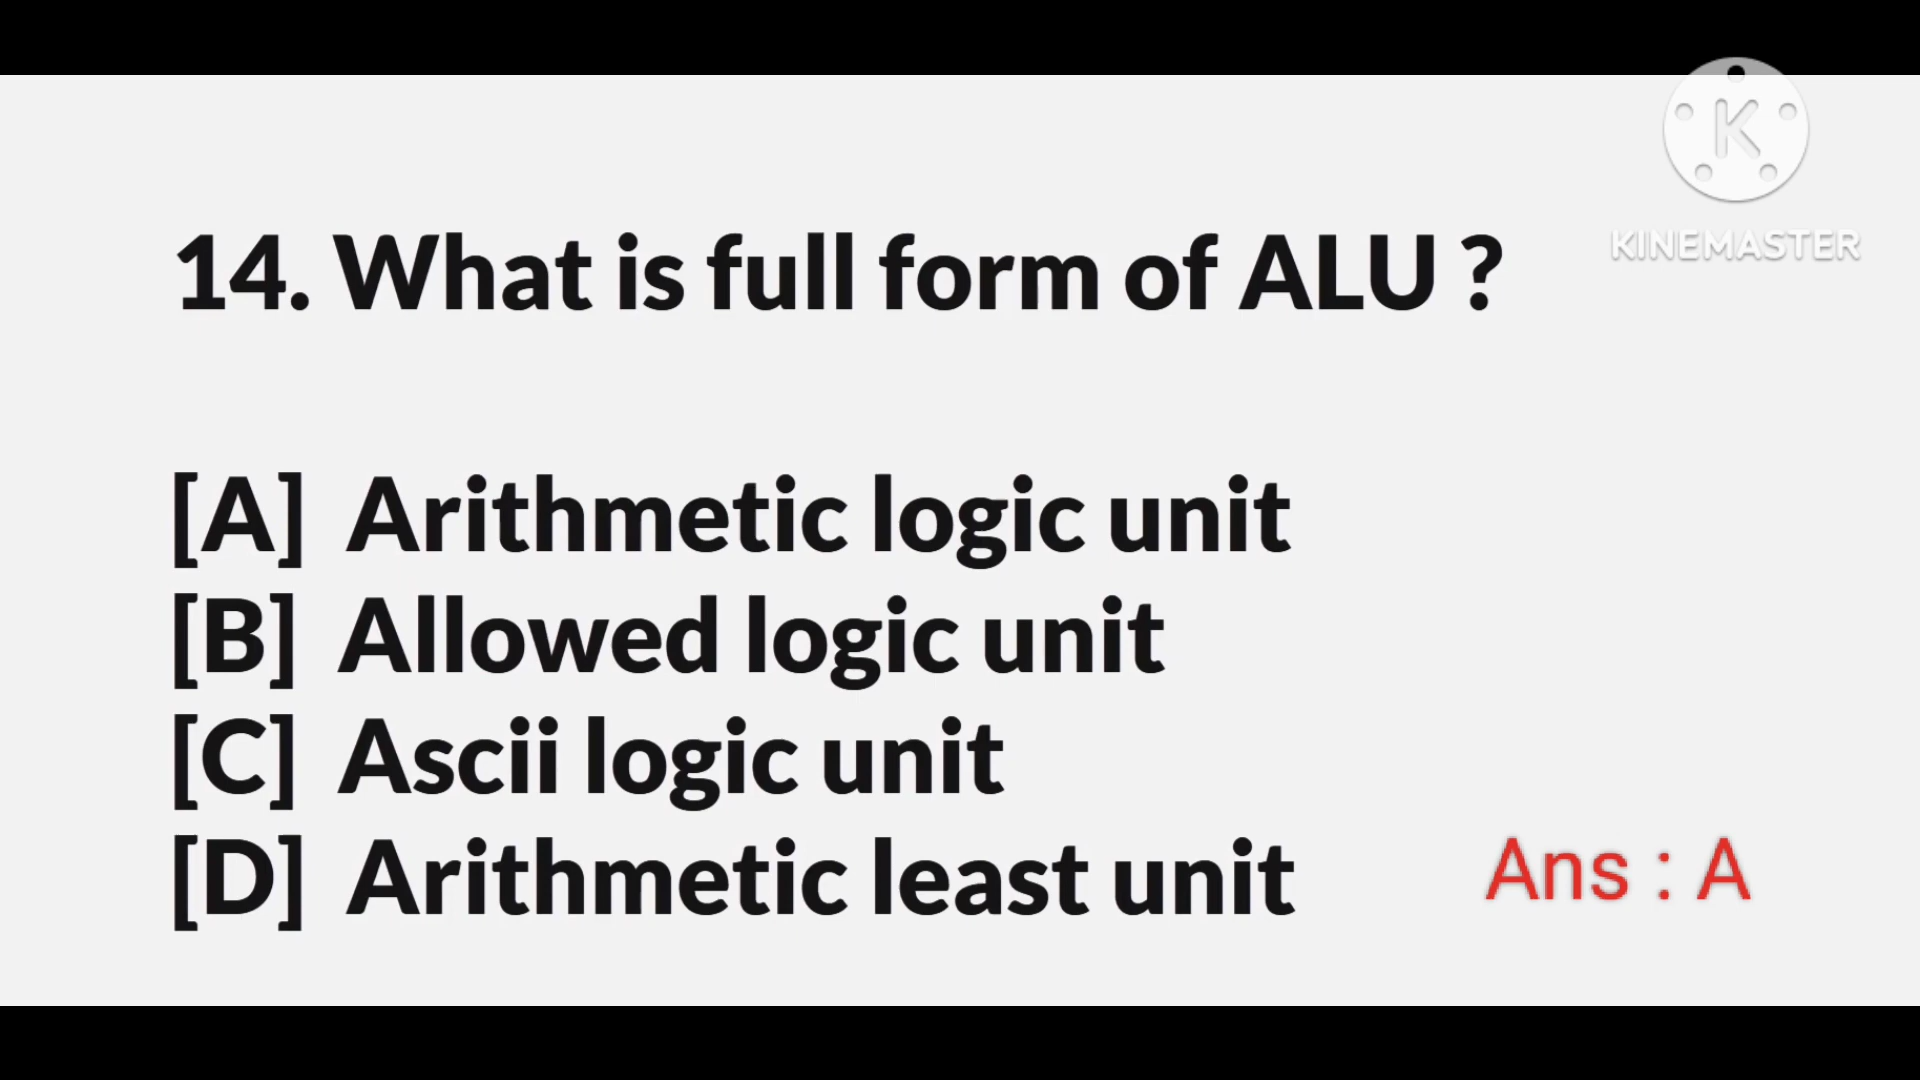 K
KINEMASTER
14. What is full form of ALU ?
[A] Arithmetic logic unit
[B] Allowed logic unit
[C] Ascii logic unit
[D] Arithmetic least unit
Ans : A